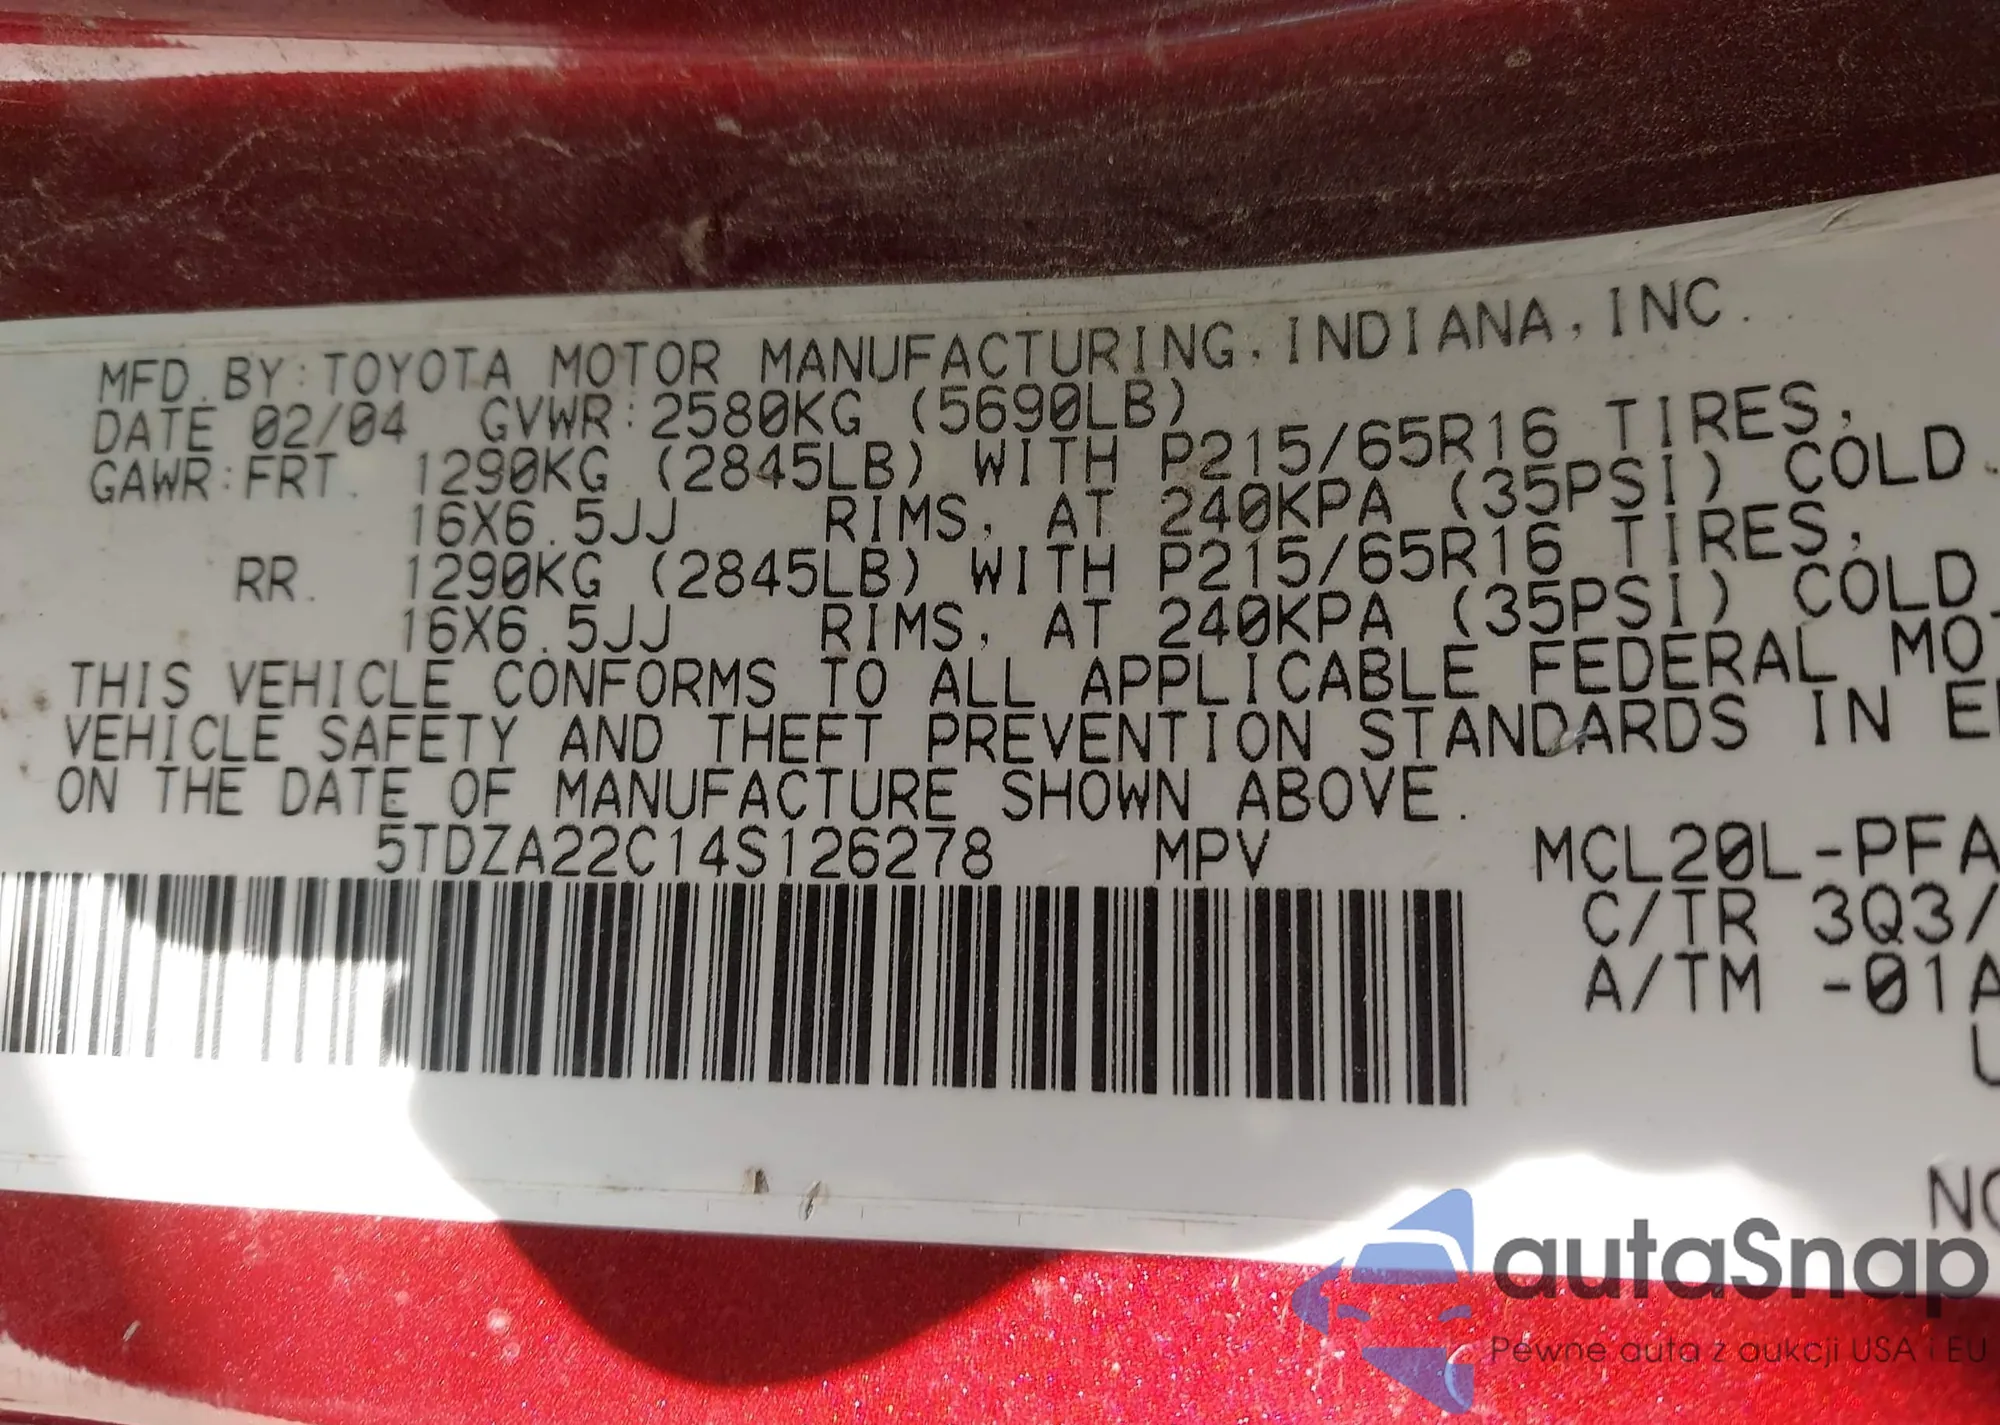 MFD.BY:TOYOTA MOTOR MANUFACTURING,INDIANA,INC.
DATE 02/04 GVWR:2580KG (5690LB)
GAWR:FRT. 1290KG (2845LB) WITH P215/65R16 TIRES,
16X6.5JJ RIMS, AT 240KPA (35PSI) COLD.
RR. 1290KG (2845LB) WITH P215/65R16 TIRES,
16X6.5JJ RIMS, AT 240KPA (35PSI) COLD.
THIS VEHICLE CONFORMS TO ALL APPLICABLE FEDERAL MOT
VEHICLE SAFETY AND THEFT PREVENTION STANDARDS IN E
ON THE DATE OF MANUFACTURE SHOWN ABOVE.
5TDZA22C14S126278 MPV MCL20L-PFA
C/TR 3Q3/
A/TM -01A
autaSnap
Pewne auta z aukcji USA i EU